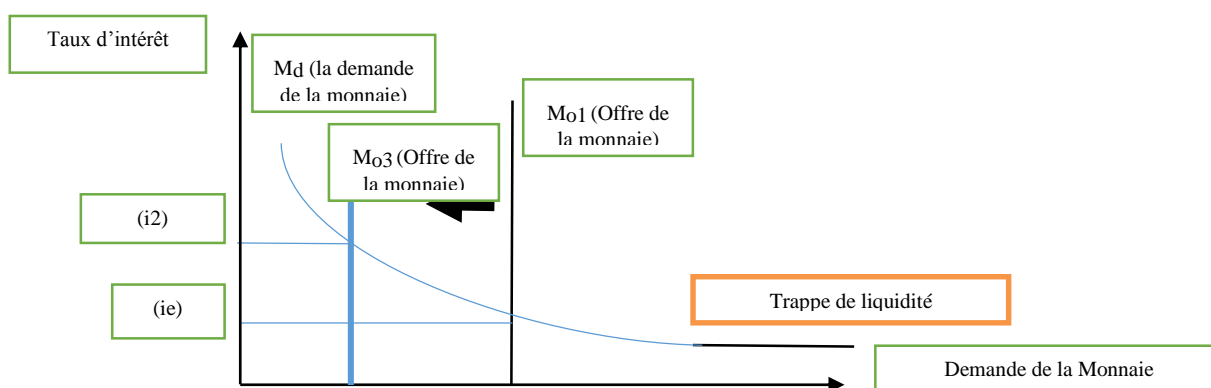 Taux d’intérêt
Md (la demande
de la monnaie)
Mo1 (Offre de
la monnaie)
Mo3 (Offre de
la monnaie)
(i2)
(ie)
Trappe de liquidité
Demande de la Monnaie